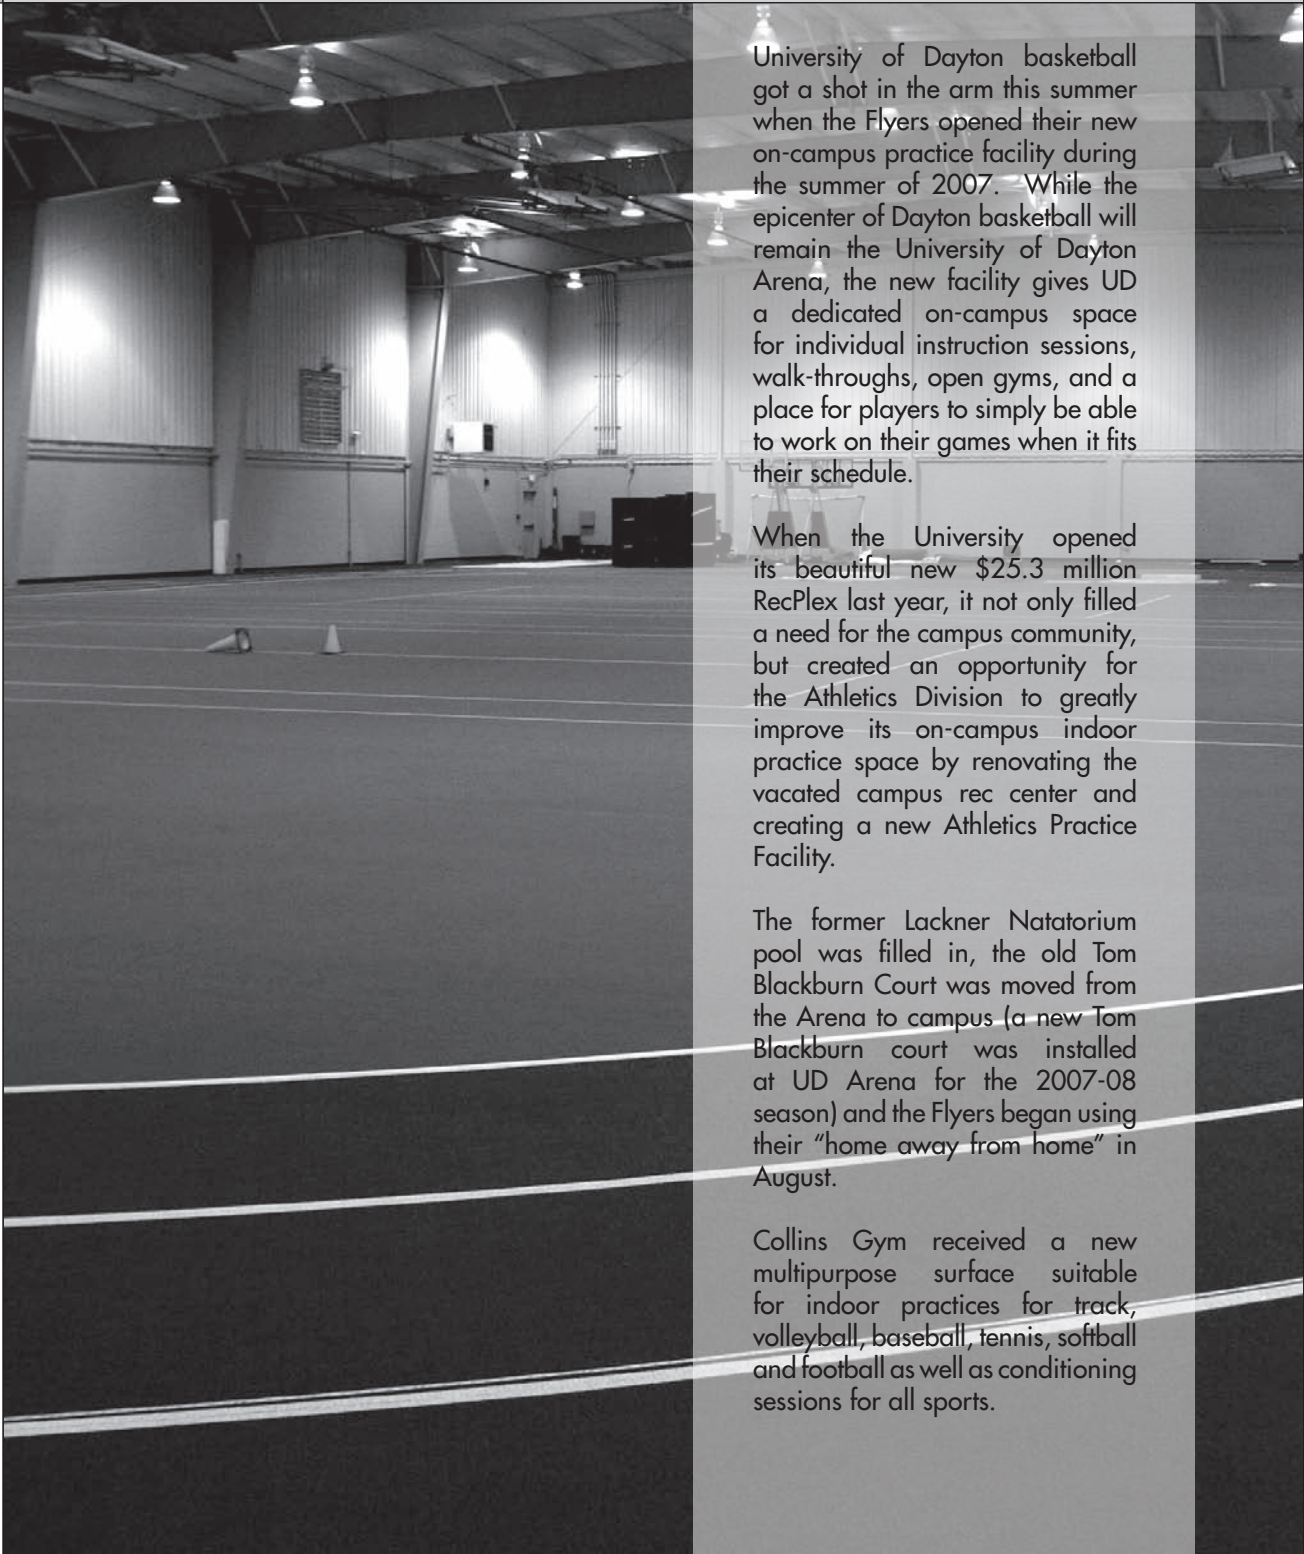 University of Dayton basketball
got a shot in the arm this summer
when the Flyers opened their new
on-campus practice facility during
the summer of 2007.  While the
epicenter of Dayton basketball will
remain the University of Dayton
Arena, the new facility gives UD
a dedicated on-campus space
for individual instruction sessions,
walk-throughs, open gyms, and a
place for players to simply be able
to work on their games when it fits
their schedule.
When the University opened
its beautiful new $25.3 million
RecPlex last year, it not only filled
a need for the campus community,
but created an opportunity for
the Athletics Division to greatly
improve its on-campus indoor
practice space by renovating the
vacated campus rec center and
creating a new Athletics Practice
Facility.
The former Lackner Natatorium
pool was filled in, the old Tom
Blackburn Court was moved from
the Arena to campus (a new Tom
Blackburn court was installed
at UD Arena for the 2007-08
season) and the Flyers began using
their “home away from home” in
August.
Collins Gym received a new
multipurpose surface suitable
for indoor practices for track,
volleyball, baseball, tennis, softball
and football as well as conditioning
sessions for all sports.